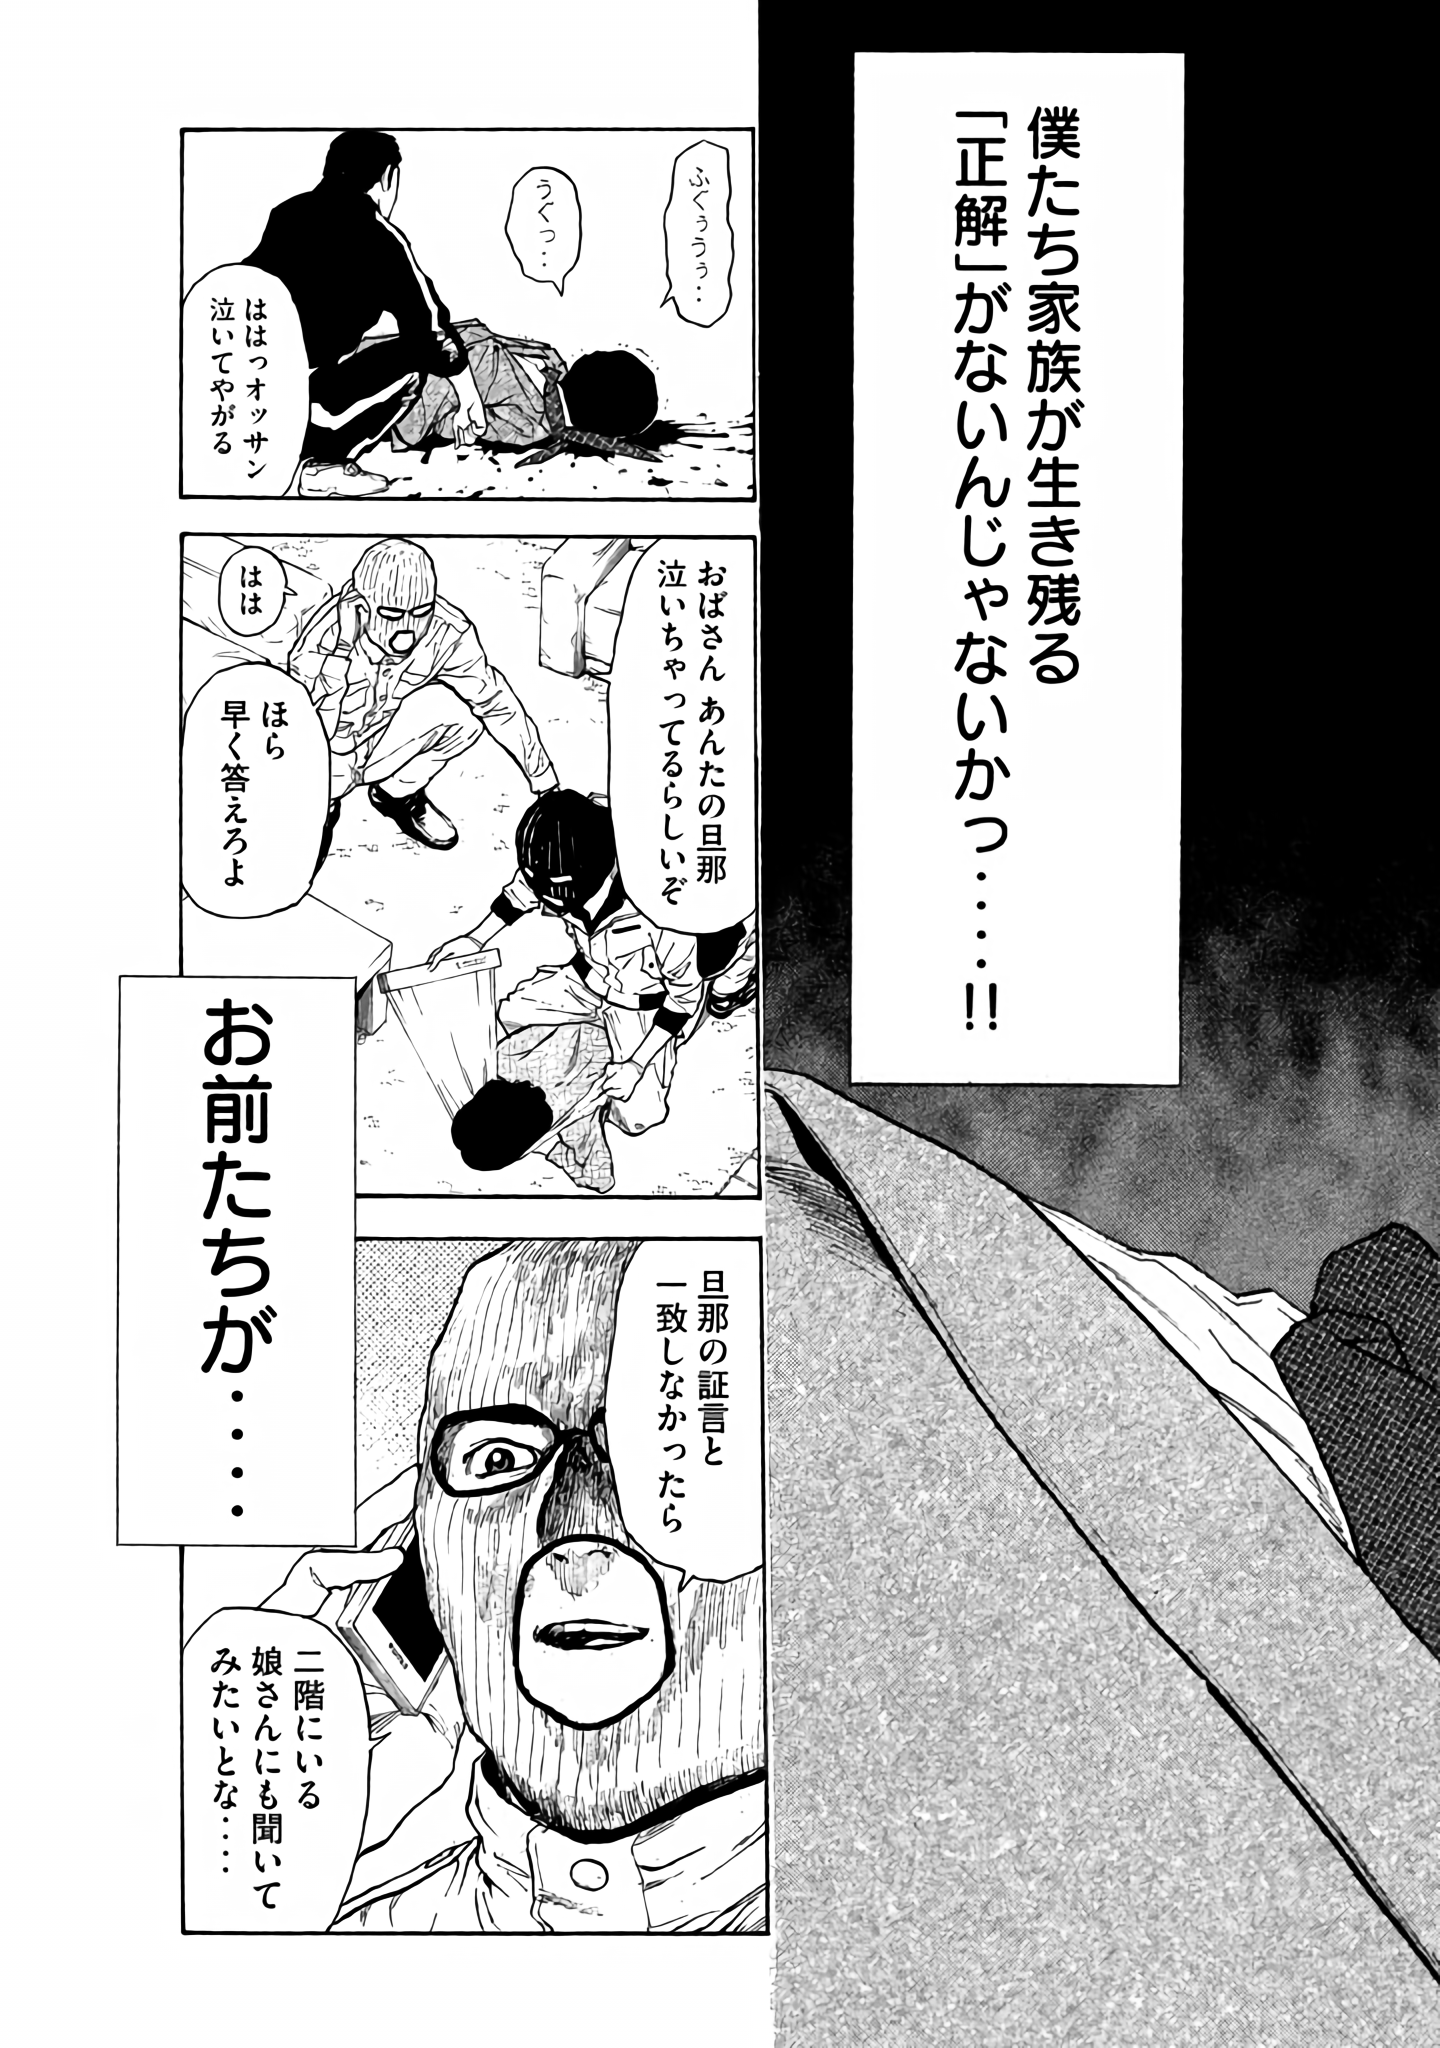 僕たち家族が生き残る
「正解」がないんじゃないかっ‥‥!!
ふぐぅうぅ‥
うぐっ‥
ははっオッサン
泣いてやがる
おばさん あんたの旦那
泣いちゃってるらしいぞ
はは
ほら
早く答えろよ
旦那の証言と
一致しなかったら
お前たちが‥‥
二階にいる
娘さんにも聞いて
みたいとな‥‥